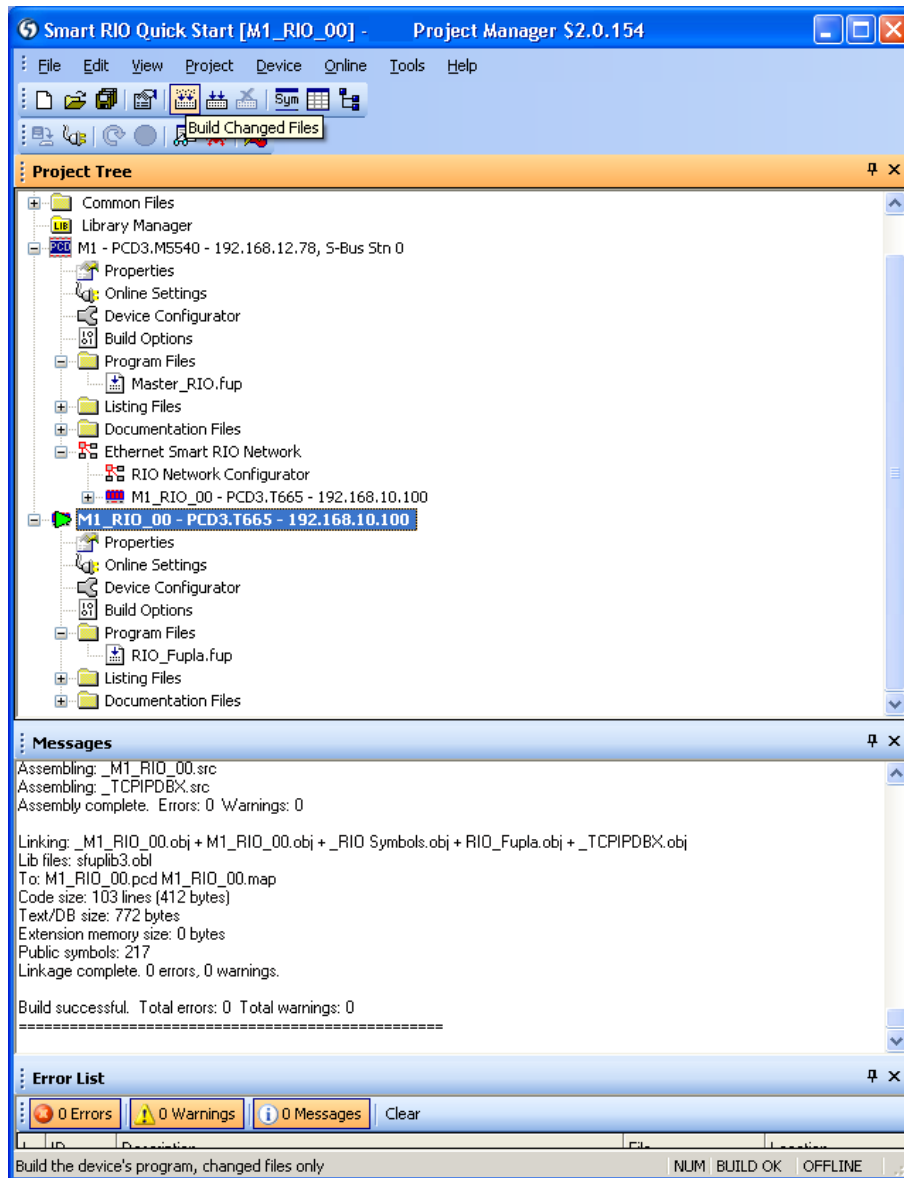 Smart RIO Quick Start [M1_RIO_00] - Project Manager $2.0.154
File Edit View Project Device Online Tools Help
Sym
Build Changed Files
Project Tree
Common Files
LIB Library Manager
PCD M1 - PCD3.M5540 - 192.168.12.78, S-Bus Stn 0
Properties
Online Settings
Device Configurator
Build Options
Program Files
Master_RIO.fup
Listing Files
Documentation Files
Ethernet Smart RIO Network
RIO Network Configurator
M1_RIO_00 - PCD3.T665 - 192.168.10.100
M1_RIO_00 - PCD3.T665 - 192.168.10.100
Properties
Online Settings
Device Configurator
Build Options
Program Files
RIO_Fupla.fup
Listing Files
Documentation Files
Messages
Assembling: _M1_RIO_00.src
Assembling: _TCPIPDBX.src
Assembly complete. Errors: 0 Warnings: 0
Linking: _M1_RIO_00.obj + M1_RIO_00.obj + _RIO Symbols.obj + RIO_Fupla.obj + _TCPIPDBX.obj
Lib files: sfuplib3.obl
To: M1_RIO_00.pcd M1_RIO_00.map
Code size: 103 lines (412 bytes)
Text/DB size: 772 bytes
Extension memory size: 0 bytes
Public symbols: 217
Linkage complete. 0 errors, 0 warnings.
Build successful. Total errors: 0 Total warnings: 0
==================================================
Error List
0 Errors 0 Warnings 0 Messages Clear
Build the device's program, changed files only NUM BUILD OK OFFLINE